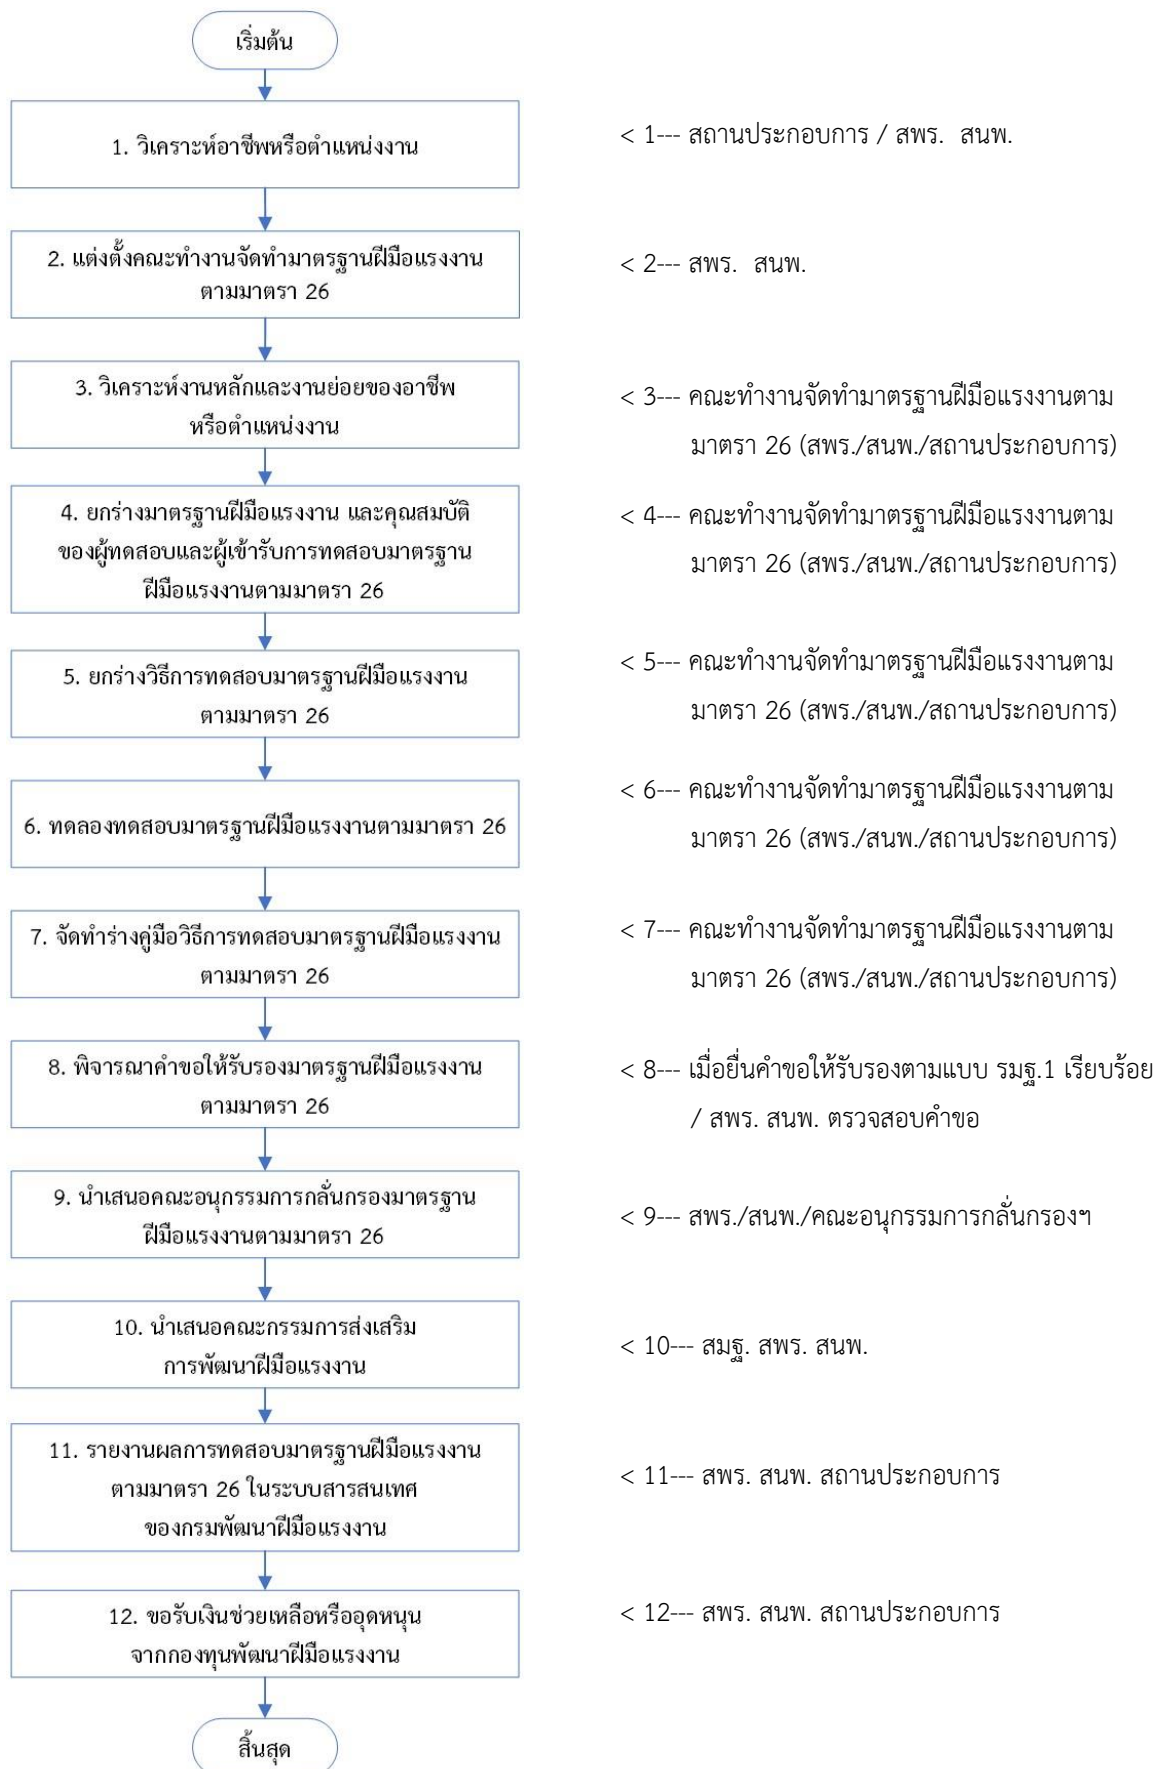 เริ่มต้น
1. วิเคราะห์อาชีพหรือตำแหน่งงาน
< 1--- สถานประกอบการ / สพร. สนพ.
2. แต่งตั้งคณะทำงานจัดทำมาตรฐานฝีมือแรงงาน
ตามมาตรา 26
< 2--- สพร. สนพ.
3. วิเคราะห์งานหลักและงานย่อยของอาชีพ
หรือตำแหน่งงาน
< 3--- คณะทำงานจัดทำมาตรฐานฝีมือแรงงานตาม
มาตรา 26 (สพร./สนพ./สถานประกอบการ)
4. ยกร่างมาตรฐานฝีมือแรงงาน และคุณสมบัติ
ของผู้ทดสอบและผู้เข้ารับการทดสอบมาตรฐาน
ฝีมือแรงงานตามมาตรา 26
< 4--- คณะทำงานจัดทำมาตรฐานฝีมือแรงงานตาม
มาตรา 26 (สพร./สนพ./สถานประกอบการ)
5. ยกร่างวิธีการทดสอบมาตรฐานฝีมือแรงงาน
ตามมาตรา 26
< 5--- คณะทำงานจัดทำมาตรฐานฝีมือแรงงานตาม
มาตรา 26 (สพร./สนพ./สถานประกอบการ)
6. ทดลองทดสอบมาตรฐานฝีมือแรงงานตามมาตรา 26
< 6--- คณะทำงานจัดทำมาตรฐานฝีมือแรงงานตาม
มาตรา 26 (สพร./สนพ./สถานประกอบการ)
7. จัดทำร่างคู่มือวิธีการทดสอบมาตรฐานฝีมือแรงงาน
ตามมาตรา 26
< 7--- คณะทำงานจัดทำมาตรฐานฝีมือแรงงานตาม
มาตรา 26 (สพร./สนพ./สถานประกอบการ)
8. พิจารณาคำขอให้รับรองมาตรฐานฝีมือแรงงาน
ตามมาตรา 26
< 8--- เมื่อยื่นคำขอให้รับรองตามแบบ รมฐ.1 เรียบร้อย
/ สพร. สนพ. ตรวจสอบคำขอ
9. นำเสนอคณะอนุกรรมการกลั่นกรองมาตรฐาน
ฝีมือแรงงานตามมาตรา 26
< 9--- สพร./สนพ./คณะอนุกรรมการกลั่นกรองฯ
10. นำเสนอคณะกรรมการส่งเสริม
การพัฒนาฝีมือแรงงาน
< 10--- สมฐ. สพร. สนพ.
11. รายงานผลการทดสอบมาตรฐานฝีมือแรงงาน
ตามมาตรา 26 ในระบบสารสนเทศ
ของกรมพัฒนาฝีมือแรงงาน
< 11--- สพร. สนพ. สถานประกอบการ
12. ขอรับเงินช่วยเหลือหรืออุดหนุน
จากกองทุนพัฒนาฝีมือแรงงาน
< 12--- สพร. สนพ. สถานประกอบการ
สิ้นสุด